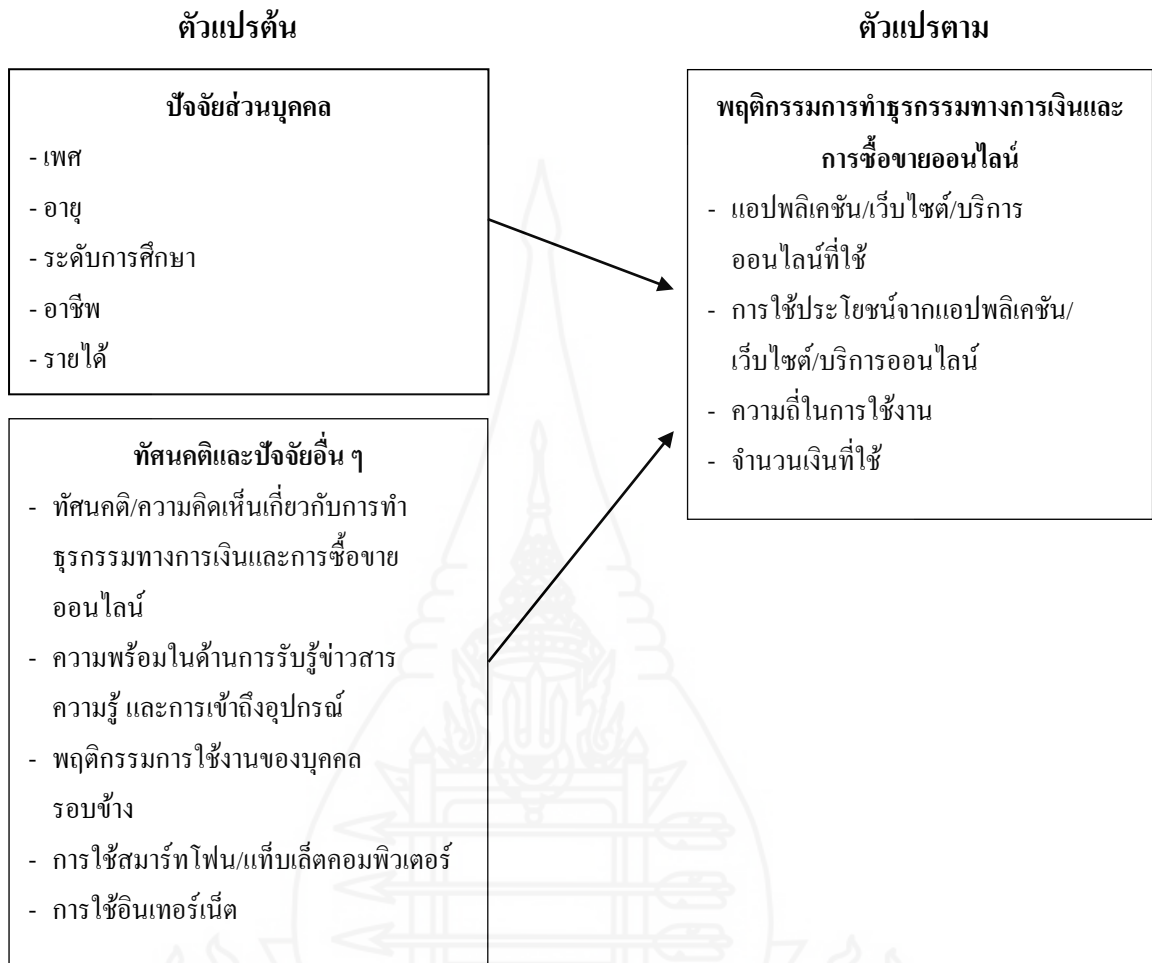 ตัวแปรต้น
ปัจจัยส่วนบุคคล
- เพศ
- อายุ
- ระดับการศึกษา
- อาชีพ
- รายได้
ทัศนคติและปัจจัยอื่น ๆ
- ทัศนคติ/ความคิดเห็นเกี่ยวกับการทำ
ธุรกรรมทางการเงินและการซื้อขาย
ออนไลน์
- ความพร้อมในด้านการรับรู้ข่าวสาร
ความรู้ และการเข้าถึงอุปกรณ์
- พฤติกรรมการใช้งานของบุคคล
รอบข้าง
- การใช้สมาร์ทโฟน/แท็บเล็ตคอมพิวเตอร์
- การใช้อินเทอร์เน็ต
ตัวแปรตาม
พฤติกรรมการทำธุรกรรมทางการเงินและ
การซื้อขายออนไลน์
- แอปพลิเคชัน/เว็บไซต์/บริการ
ออนไลน์ที่ใช้
- การใช้ประโยชน์จากแอปพลิเคชัน/
เว็บไซต์/บริการออนไลน์
- ความถี่ในการใช้งาน
- จำนวนเงินที่ใช้